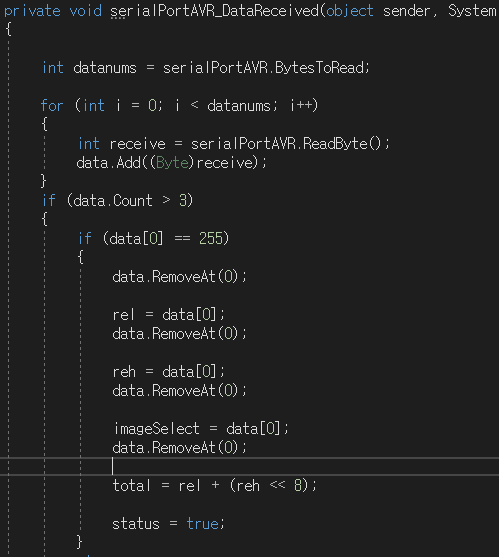 private void serialPortAVR_DataReceived(object sender, System
{
int datanums = serialPortAVR.BytesToRead;
for (int i = 0; i < datanums; i++)
{
int receive = serialPortAVR.ReadByte();
data.Add((Byte)receive);
}
if (data.Count > 3)
{
if (data[0] == 255)
{
data.RemoveAt(0);
rel = data[0];
data.RemoveAt(0);
reh = data[0];
data.RemoveAt(0);
imageSelect = data[0];
data.RemoveAt(0);
total = rel + (reh << 8);
status = true;
}